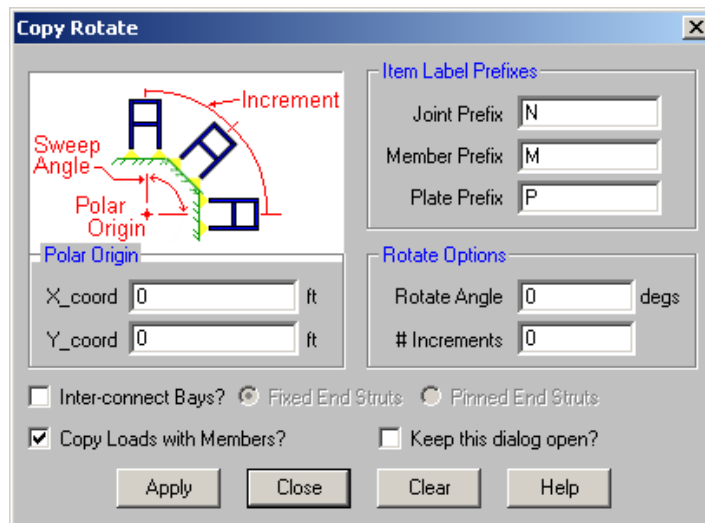 Copy Rotate
Increment
Sweep
Angle
Polar
Origin
Item Label Prefixes
Joint Prefix N
Member Prefix M
Plate Prefix P
Polar Origin
X_coord 0 ft
Y_coord 0 ft
Rotate Options
Rotate Angle 0 degs
# Increments 0
Inter-connect Bays? Fixed End Struts Pinned End Struts
Copy Loads with Members? Keep this dialog open?
Apply Close Clear Help